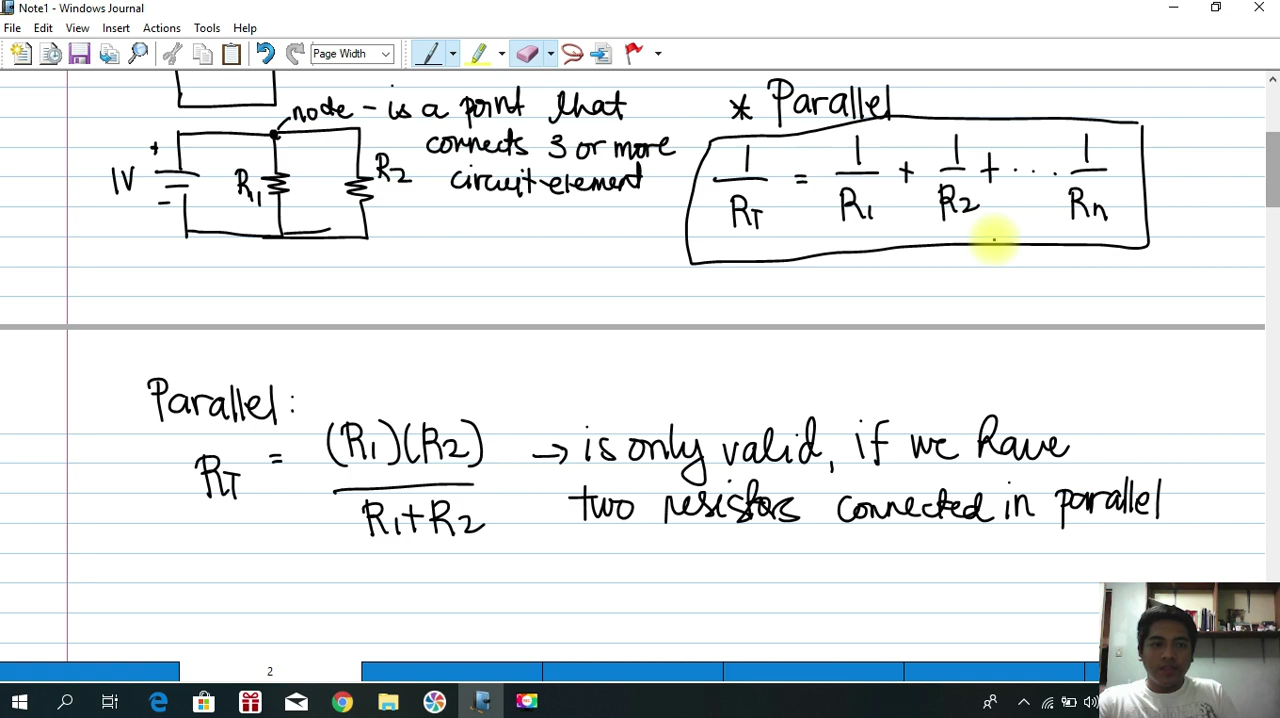 Note1 - Windows Journal
File Edit View Insert Actions Tools Help
Page Width
node - is a point that
connects 3 or more
circuit element
+
1V
-
R1
R2
* Parallel
1/RT = 1/R1 + 1/R2 + ... 1/Rn
Parallel:
RT = (R1)(R2)/R1+R2 → is only valid, if we have
two resistors connected in parallel
2